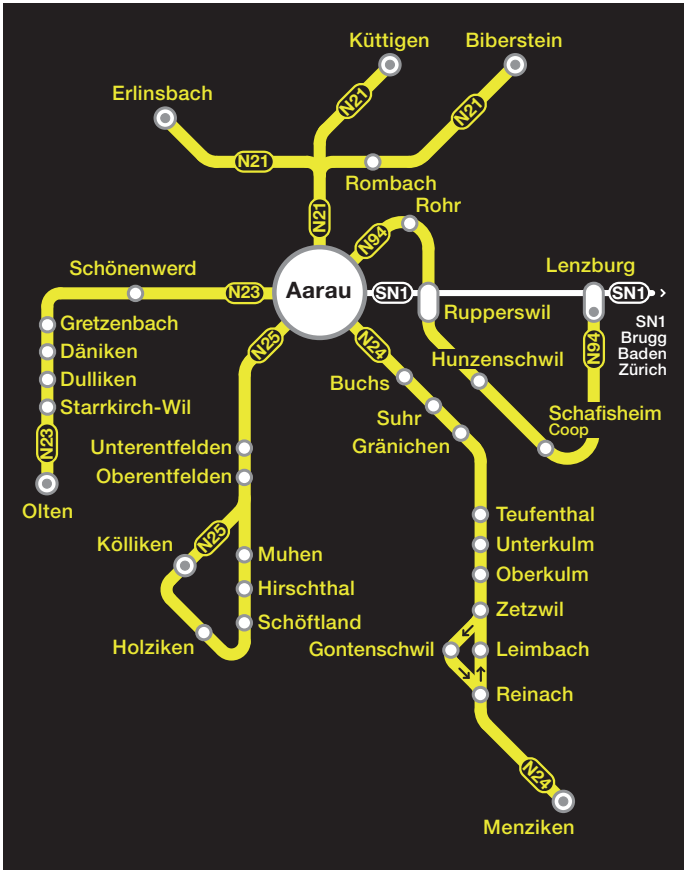 Küttigen
Biberstein
Erlinsbach
N21
N21
N21
Rombach
N21
Rohr
N94
Schönenwerd
N23
Aarau
SN1
Lenzburg
SN1
Gretzenbach
Däniken
Dulliken
Starrkirch-Wil
N23
Olten
N25
N24
Rupperswil
Hunzenschwil
N94
SN1
Brugg
Baden
Zürich
Buchs
Suhr
Gränichen
Schafisheim
Coop
Unterentfelden
Oberentfelden
Kölliken
N25
Muhen
Hirschthal
Schöftland
Holziken
Teufenthal
Unterkulm
Oberkulm
Zetzwil
Gontenschwil
Leimbach
Reinach
N24
Menziken